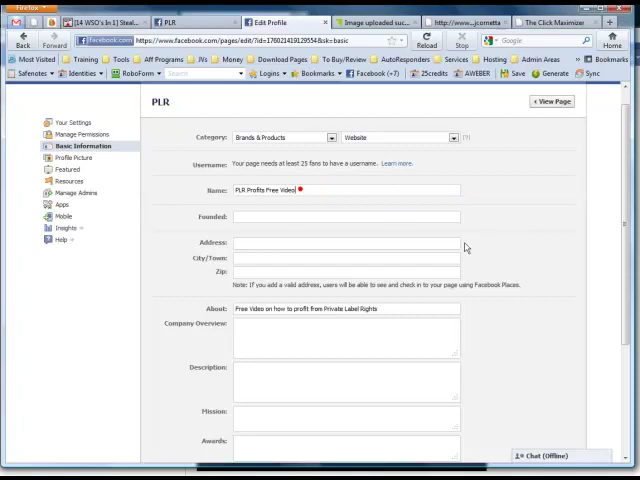 Firefox
[14 WSO's In 1] Steal...
PLR
Edit Profile
Image uploaded suc...
http://www....jcornetta
The Click Maximizer
Back
Forward
facebook.com
https://www.facebook.com/pages/edit/?id=176021419129554&sk=basic
Reload
Stop
Google
Home
Most Visited
Training
Tools
Aff Programs
JVs
Money
Download Pages
To Buy/Review
AutoResponders
Services
Hosting
Admin Areas
Bookmarks
Safenotes
Identities
RoboForm
Search
Logins
Bookmarks
Facebook (+7)
25credits
AWEBER
Save
Generate
Sync
PLR
View Page
Your Settings
Manage Permissions
Basic Information
Profile Picture
Featured
Resources
Manage Admins
Apps
Mobile
Insights
Help
Category: Brands & Products Website [?]
Username: Your page needs at least 25 fans to have a username. Learn more.
Name: PLR Profits Free Video
Founded:
Address:
City/Town:
Zip:
Note: If you add a valid address, users will be able to see and check in to your page using Facebook Places.
About: Free Video on how to profit from Private Label Rights
Company Overview:
Description:
Mission:
Awards:
Chat (Offline)